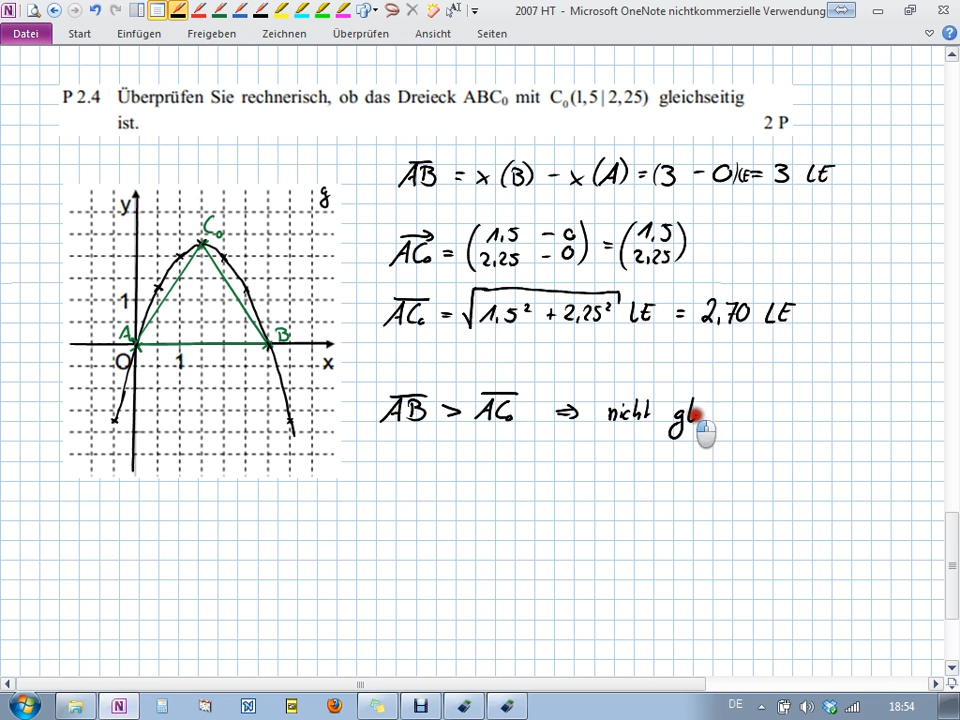 2007 HT - Microsoft OneNote nichtkommerzielle Verwendung
Datei Start Einfügen Freigeben Zeichnen Überprüfen Ansicht Seiten
P 2.4 Überprüfen Sie rechnerisch, ob das Dreieck ABC₀ mit C₀(1,5|2,25) gleichseitig
ist. 2 P
AB = x (B) - x (A) = (3 - 0) LE = 3 LE
AC₀ = (1,5 - 0 / 2,25 - 0) = (1,5 / 2,25)
AC₀ = √1,5² + 2,25² LE = 2,70 LE
AB > AC₀ ⇒ nicht gl
y
g
C₀
1
A
B
O
1
x
DE
18:54